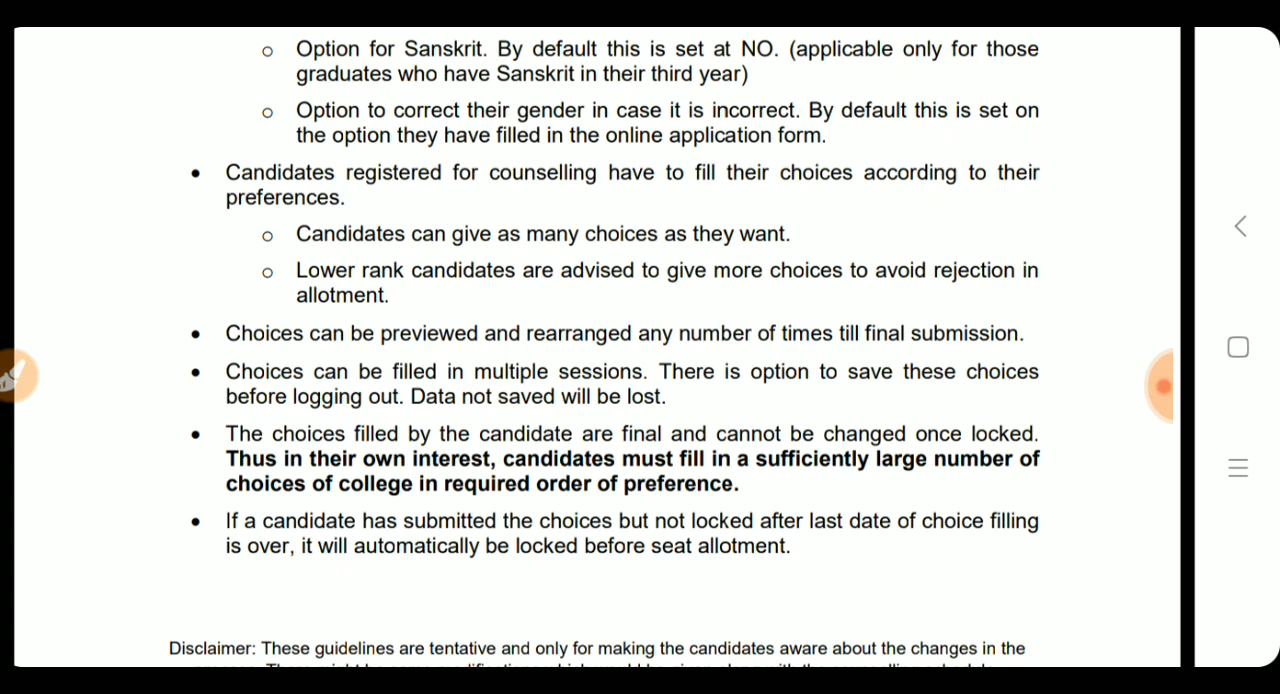 Option for Sanskrit. By default this is set at NO. (applicable only for those
graduates who have Sanskrit in their third year)
Option to correct their gender in case it is incorrect. By default this is set on
the option they have filled in the online application form.
Candidates registered for counselling have to fill their choices according to their
preferences.
Candidates can give as many choices as they want.
Lower rank candidates are advised to give more choices to avoid rejection in
allotment.
Choices can be previewed and rearranged any number of times till final submission.
Choices can be filled in multiple sessions. There is option to save these choices
before logging out. Data not saved will be lost.
The choices filled by the candidate are final and cannot be changed once locked.
Thus in their own interest, candidates must fill in a sufficiently large number of
choices of college in required order of preference.
If a candidate has submitted the choices but not locked after last date of choice filling
is over, it will automatically be locked before seat allotment.
Disclaimer: These guidelines are tentative and only for making the candidates aware about the changes in the